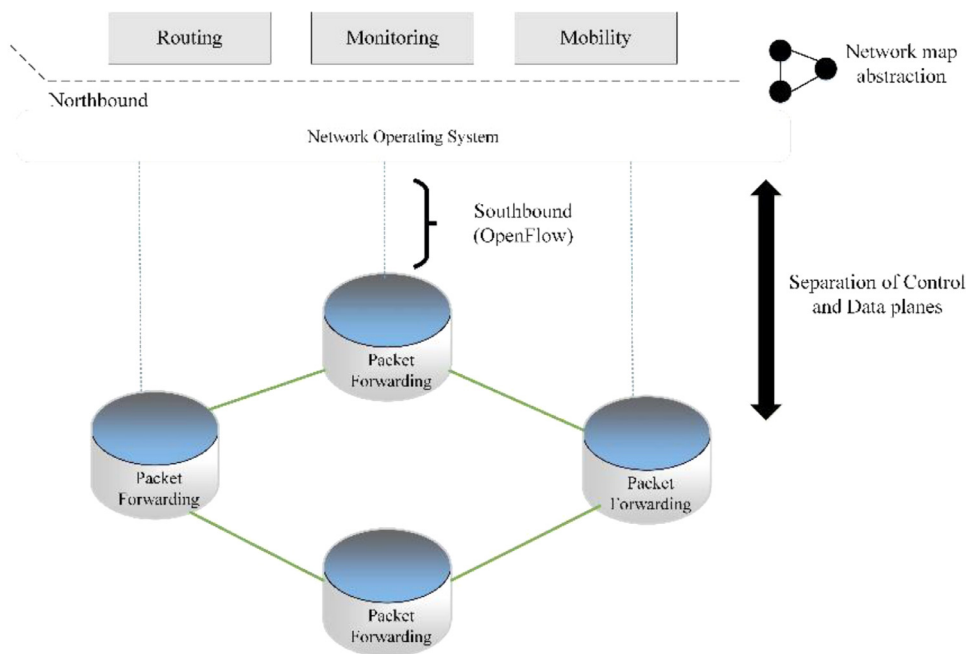 Routing
Monitoring
Mobility
Network map
abstraction
Northbound
Network Operating System
Southbound
(OpenFlow)
Separation of Control
and Data planes
Packet
Forwarding
Packet
Forwarding
Packet
Forwarding
Packet
Forwarding